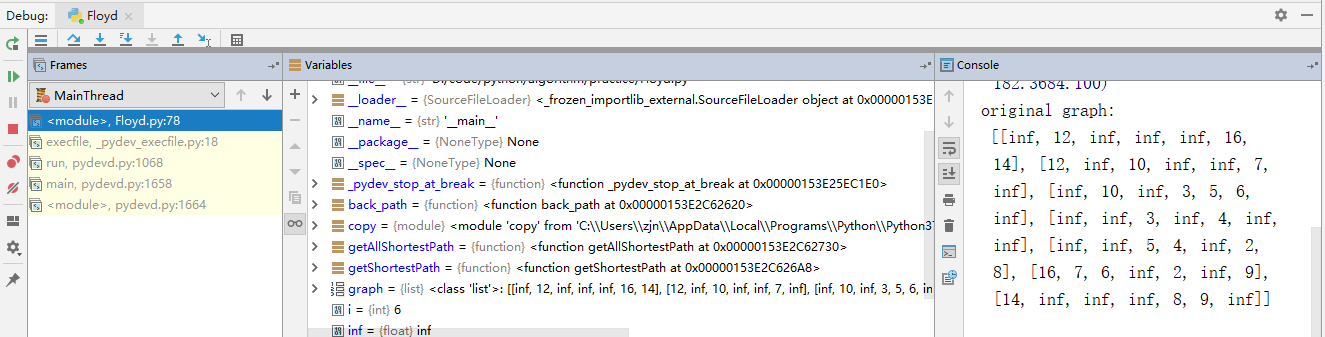 Debug: Floyd
Frames
MainThread
<module>, Floyd.py:78
execfile, _pydev_execfile.py:18
run, pydevd.py:1068
main, pydevd.py:1658
<module>, pydevd.py:1664
Variables
__loader__ = {SourceFileLoader} <_frozen_importlib_external.SourceFileLoader object at 0x00000153E
__name__ = {str} '__main__'
__package__ = {NoneType} None
__spec__ = {NoneType} None
_pydev_stop_at_break = {function} <function _pydev_stop_at_break at 0x00000153E25EC1E0>
back_path = {function} <function back_path at 0x00000153E2C62620>
copy = {module} <module 'copy' from 'C:\\Users\\zjn\\AppData\\Local\\Programs\\Python\\Python37
getAllShortestPath = {function} <function getAllShortestPath at 0x00000153E2C62730>
getShortestPath = {function} <function getShortestPath at 0x00000153E2C626A8>
graph = {list} <class 'list'>: [[inf, 12, inf, inf, inf, 16, 14], [12, inf, 10, inf, inf, 7, inf], [inf, 10, inf, 3, 5, 6, in
i = {int} 6
inf = {float} inf
Console
182.3684.100)
original graph:
[[inf, 12, inf, inf, inf, 16,
14], [12, inf, 10, inf, inf, 7,
inf], [inf, 10, inf, 3, 5, 6,
inf], [inf, inf, 3, inf, 4, inf,
inf], [inf, inf, 5, 4, inf, 2,
8], [16, 7, 6, inf, 2, inf, 9],
[14, inf, inf, inf, 8, 9, inf]]